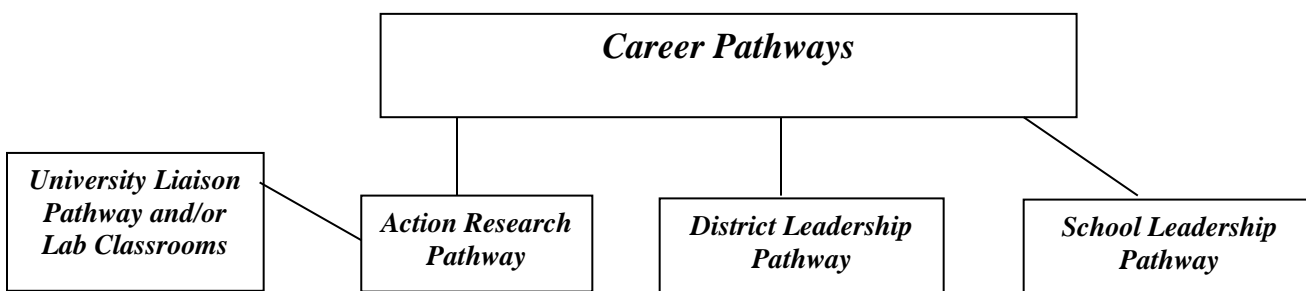 Career Pathways
University Liaison
Pathway and/or
Lab Classrooms
Action Research
Pathway
District Leadership
Pathway
School Leadership
Pathway